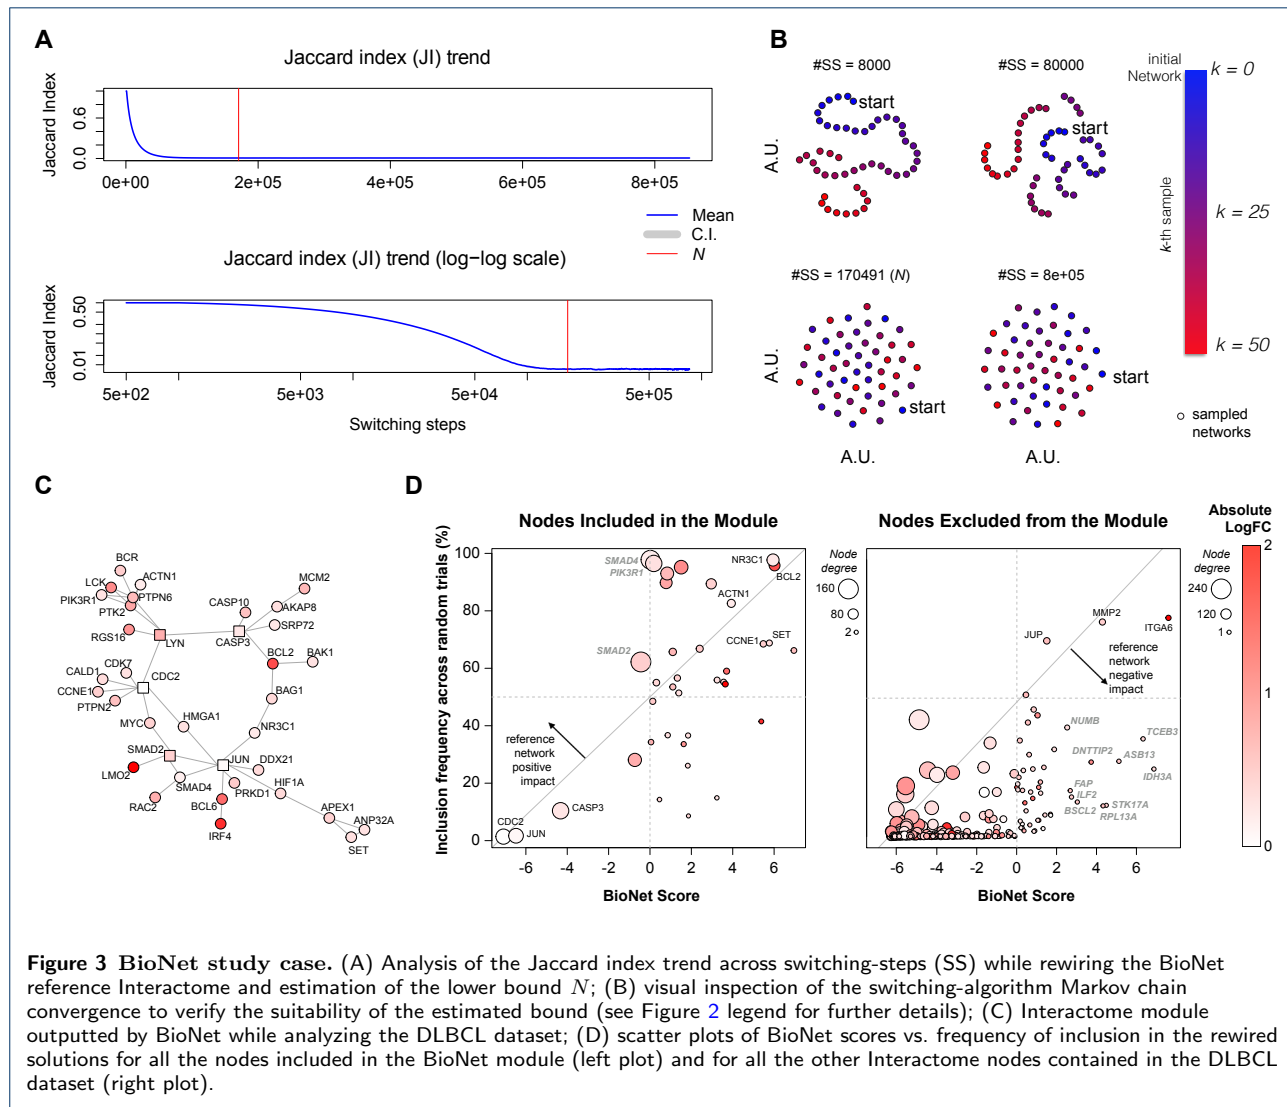 A
Jaccard index (JI) trend
Jaccard Index
0.6
0.0
0e+00
2e+05
4e+05
6e+05
8e+05
Mean
C.I.
N
Jaccard index (JI) trend (log−log scale)
Jaccard Index
0.50
0.01
5e+02
5e+03
5e+04
5e+05
Switching steps
B
#SS = 8000
start
#SS = 80000
start
A.U.
#SS = 170491 (N)
start
#SS = 8e+05
start
A.U.
A.U.
A.U.
initial
Network
k = 0
k-th sample
k = 25
k = 50
sampled
networks
C
BCR
LCK
ACTN1
PIK3R1
PTPN6
PTK2
RGS16
LYN
CASP10
MCM2
AKAP8
SRP72
CASP3
BCL2
BAK1
CDK7
CALD1
CDC2
CCNE1
PTPN2
BAG1
MYC
HMGA1
NR3C1
SMAD2
JUN
DDX21
LMO2
SMAD4
PRKD1
HIF1A
RAC2
BCL6
IRF4
APEX1
ANP32A
SET
D
Nodes Included in the Module
Inclusion frequency across random trials (%)
100
80
60
40
20
0
-6
-4
-2
0
2
4
6
BioNet Score
SMAD4
PIK3R1
NR3C1
BCL2
ACTN1
CCNE1
SET
SMAD2
reference
network
positive
impact
CASP3
CDC2
JUN
Node
degree
160
80
2
Nodes Excluded from the Module
MMP2
ITGA6
JUP
reference
network
negative
impact
NUMB
TCEB3
DNTTIP2
ASB13
IDH3A
FAP
ILF2
BSCL2
STK17A
RPL13A
-6
-4
-2
0
2
4
6
BioNet Score
Node
degree
240
120
1
Absolute
LogFC
2
1
0
Figure 3 BioNet study case. (A) Analysis of the Jaccard index trend across switching-steps (SS) while rewiring the BioNet
reference Interactome and estimation of the lower bound N; (B) visual inspection of the switching-algorithm Markov chain
convergence to verify the suitability of the estimated bound (see Figure 2 legend for further details); (C) Interactome module
outputted by BioNet while analyzing the DLBCL dataset; (D) scatter plots of BioNet scores vs. frequency of inclusion in the rewired
solutions for all the nodes included in the BioNet module (left plot) and for all the other Interactome nodes contained in the DLBCL
dataset (right plot).